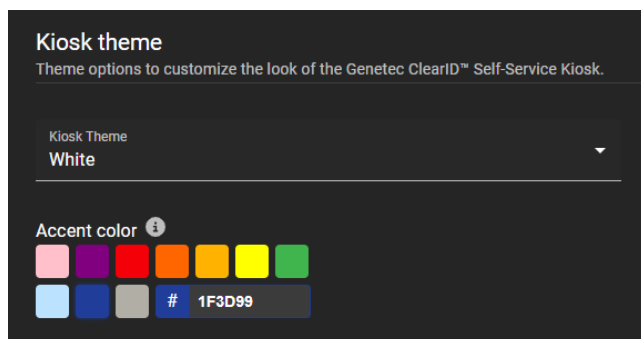 Kiosk theme
Theme options to customize the look of the Genetec ClearID™ Self-Service Kiosk.
Kiosk Theme
White
Accent color
# 1F3D99